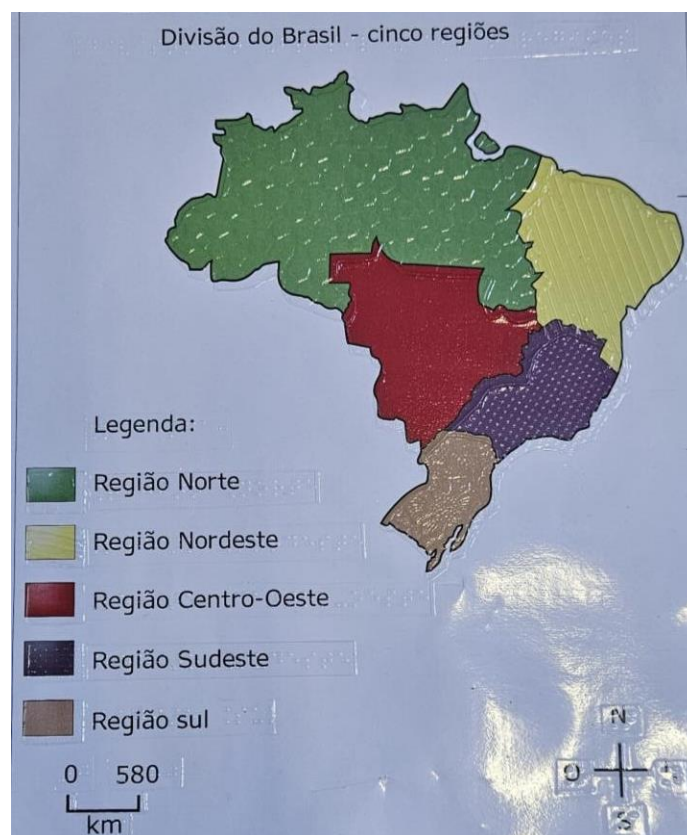 Divisão do Brasil - cinco regiões
Legenda:
Região Norte
Região Nordeste
Região Centro-Oeste
Região Sudeste
Região sul
0 580
km
N
O
S